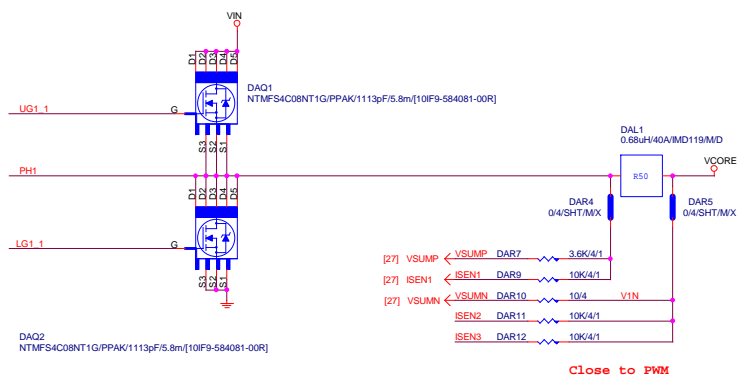 VIN
D1 D2 D3 D4 D5
DAQ1
NTMFS4C08NT1G/PPAK/1113pF/5.8m/[10IF9-584081-00R]
UG1_1
G
S3 S2 S1
DAL1
0.68uH/40A/IMD119/M/D
PH1
R50
VCORE
D1 D2 D3 D4 D5
DAR4
0/4/SHT/M/X
DAR5
0/4/SHT/M/X
LG1_1
G
S3 S2 S1
[27] VSUMP VSUMP DAR7 3.6K/4/1
[27] ISEN1 ISEN1 DAR9 10K/4/1
[27] VSUMN VSUMN DAR10 10/4 V1N
ISEN2 DAR11 10K/4/1
ISEN3 DAR12 10K/4/1
DAQ2
NTMFS4C08NT1G/PPAK/1113pF/5.8m/[10IF9-584081-00R]
Close to PWM